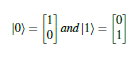 |0⟩ = [1 0] and |1⟩ = [0 1]